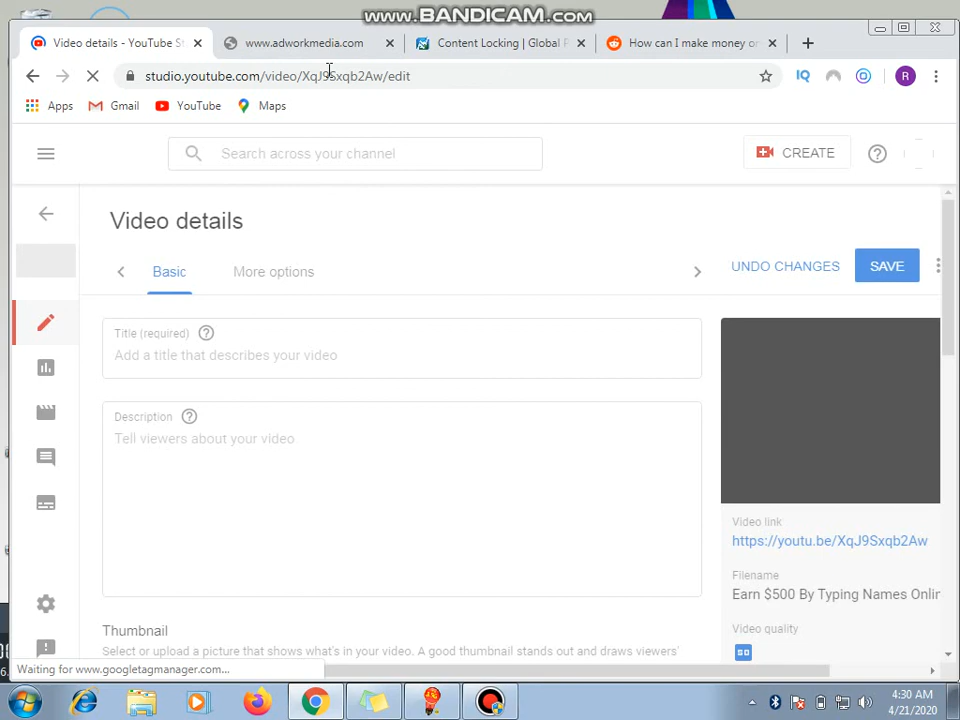 WWW.BANDICAM.COM
Video details - YouTube St
www.adworkmedia.com
Content Locking | Global P
How can I make money on
studio.youtube.com/video/XqJ9Sxqb2Aw/edit
IQ
R
Apps
Gmail
YouTube
Maps
Search across your channel
CREATE
Video details
Basic
More options
UNDO CHANGES
SAVE
Title (required)
Add a title that describes your video
Description
Tell viewers about your video
Video link
https://youtu.be/XqJ9Sxqb2Aw
Filename
Earn $500 By Typing Names Onlin
Video quality
SD
Thumbnail
Select or upload a picture that shows what's in your video. A good thumbnail stands out and draws viewers'
Waiting for www.googletagmanager.com...
4:30 AM
4/21/2020